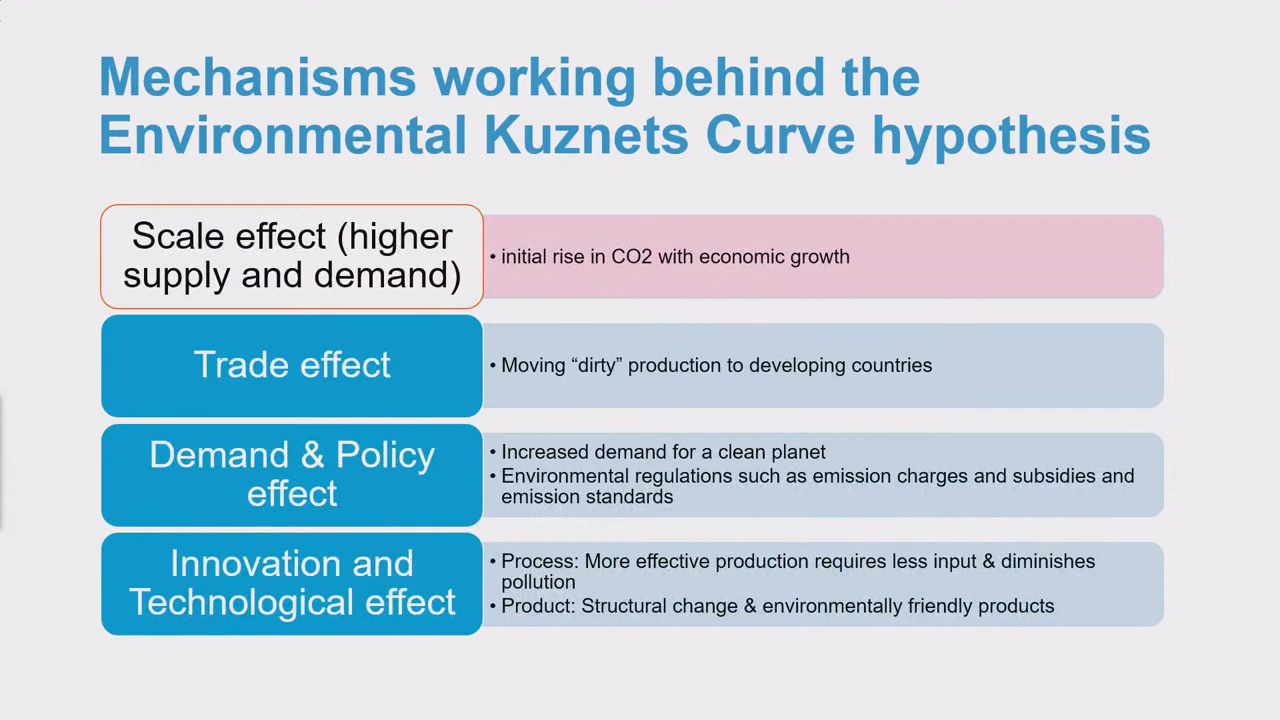 Mechanisms working behind the
Environmental Kuznets Curve hypothesis
Scale effect (higher
supply and demand)
• initial rise in CO2 with economic growth
Trade effect
• Moving “dirty” production to developing countries
Demand & Policy
effect
• Increased demand for a clean planet
• Environmental regulations such as emission charges and subsidies and
emission standards
Innovation and
Technological effect
• Process: More effective production requires less input & diminishes
pollution
• Product: Structural change & environmentally friendly products